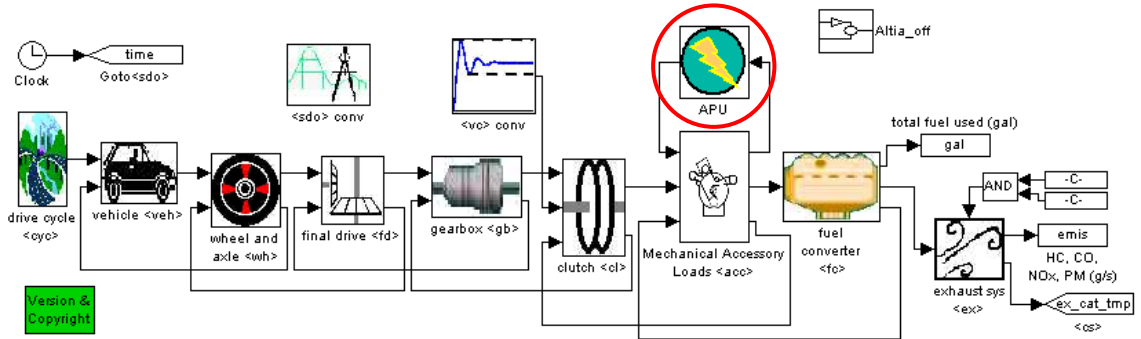 time
Clock
Goto<sdo>
<sdo> conv
<vc> conv
APU
Altia_off
total fuel used (gal)
gal
AND
-C-
-C-
drive cycle
<cyc>
vehicle <veh>
wheel and
axle <wh>
final drive <fd>
gearbox <gb>
clutch <cl>
Mechanical Accessory
Loads <acc>
fuel
converter
<fc>
emis
HC, CO,
NOx, PM (g/s)
exhaust sys
<ex>
ex_cat_tmp
<cs>
Version &
Copyright